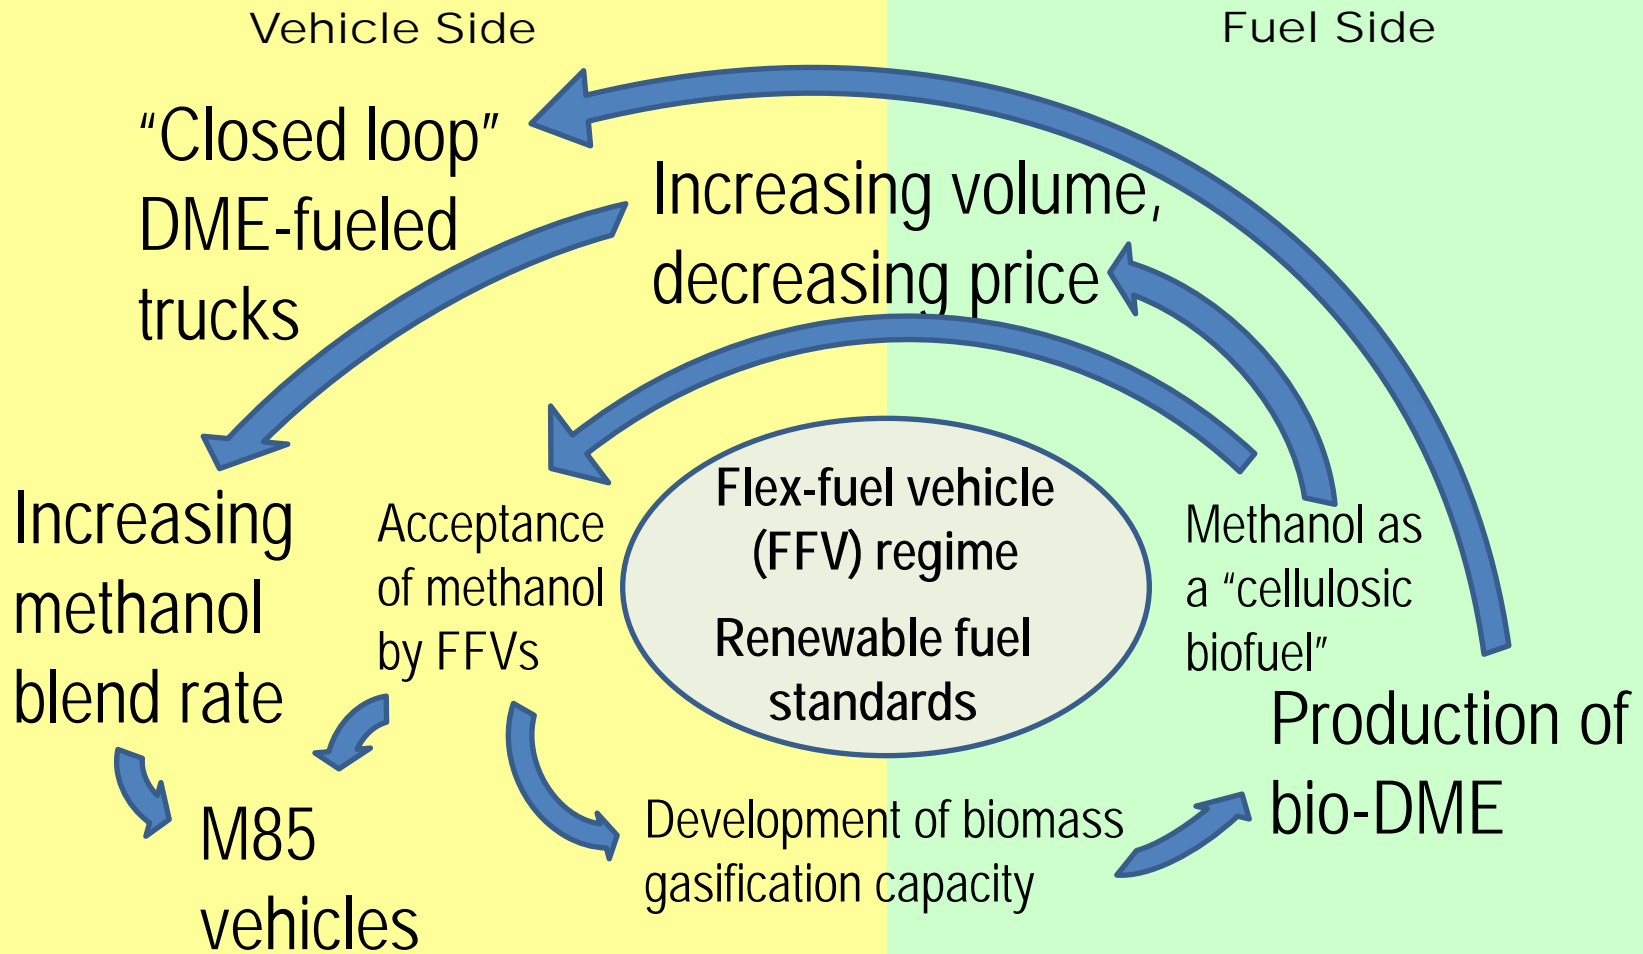 Vehicle Side
Fuel Side
“Closed loop”
DME-fueled
trucks
Increasing volume,
decreasing price
Increasing
methanol
blend rate
Acceptance
of methanol
by FFVs
Flex-fuel vehicle
(FFV) regime
Renewable fuel
standards
Methanol as
a “cellulosic
biofuel”
Production of
bio-DME
M85
vehicles
Development of biomass
gasification capacity